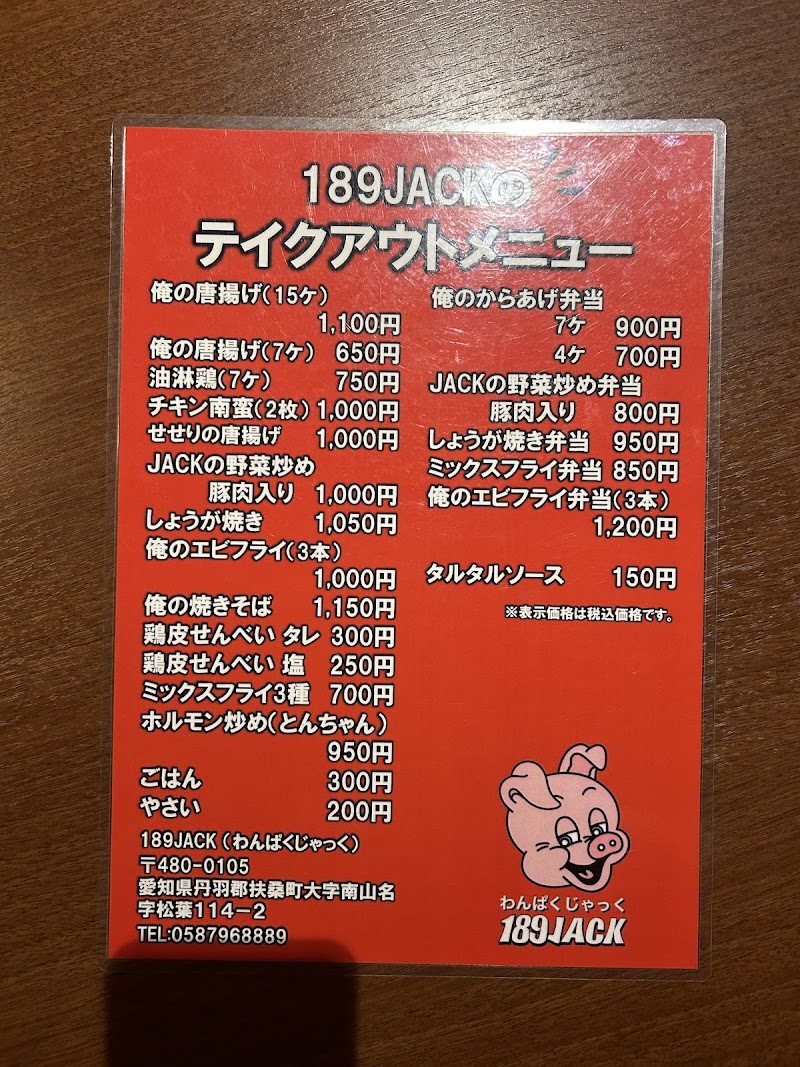 189JACKの
テイクアウトメニュー
俺の唐揚げ(15ケ)
1,100円
俺の唐揚げ(7ケ) 650円
油淋鶏(7ケ) 750円
チキン南蛮(2枚) 1,000円
せせりの唐揚げ 1,000円
JACKの野菜炒め
豚肉入り 1,000円
しょうが焼き 1,050円
俺のエビフライ(3本)
1,000円
俺の焼きそば 1,150円
鶏皮せんべい タレ 300円
鶏皮せんべい 塩 250円
ミックスフライ3種 700円
ホルモン炒め(とんちゃん)
950円
ごはん 300円
やさい 200円
189JACK(わんぱくじゃっく)
〒480-0105
愛知県丹羽郡扶桑町大字南山名
字松葉114-2
TEL:0587968889
俺のからあげ弁当
7ケ 900円
4ケ 700円
JACKの野菜炒め弁当
豚肉入り 800円
しょうが焼き弁当 950円
ミックスフライ弁当 850円
俺のエビフライ弁当(3本)
1,200円
タルタルソース 150円
※表示価格は税込価格です。
わんぱくじゃっく
189JACK